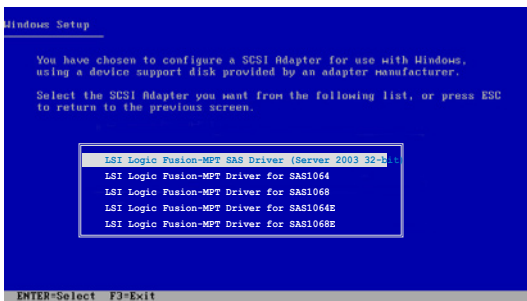 Windows Setup
You have chosen to configure a SCSI Adapter for use with Windows,
using a device support disk provided by an adapter manufacturer.
Select the SCSI Adapter you want from the following list, or press ESC
to return to the previous screen.
LSI Logic Fusion-MPT SAS Driver (Server 2003 32-bit)
LSI Logic Fusion-MPT Driver for SAS1064
LSI Logic Fusion-MPT Driver for SAS1068
LSI Logic Fusion-MPT Driver for SAS1064E
LSI Logic Fusion-MPT Driver for SAS1068E
ENTER=Select F3=Exit